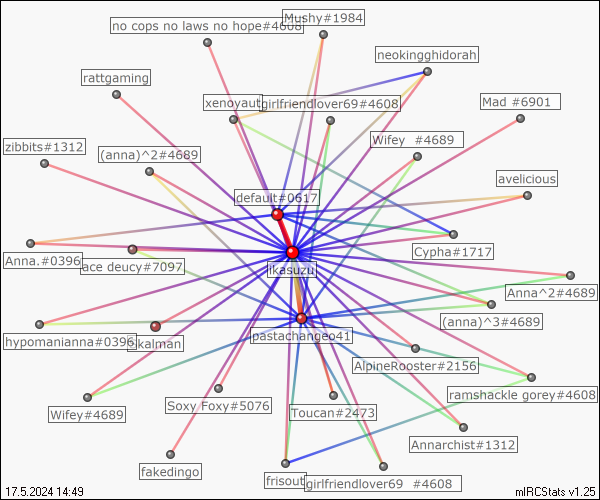 no cops no laws no hope#4608
Mushy#1984
neokingghidorah
rattgaming
xenoyaut
girlfriendlover69#4608
Mad #6901
Wifey #4689
zibbits#1312
(anna)^2#4689
avelicious
default#0617
Cypha#1717
Anna.#0396
ace deucy#7097
ikasuzu
Anna^2#4689
(anna)^3#4689
hypomanianna#0396
pastachangeo41
AlpineRooster#2156
ramshackle gorey#4608
Wifey#4689
Soxy Foxy#5076
Toucan#2473
Annarchist#1312
fakedingo
frisout
girlfriendlover69 #4608
17.5.2024 14:49
mIRCStats v1.25